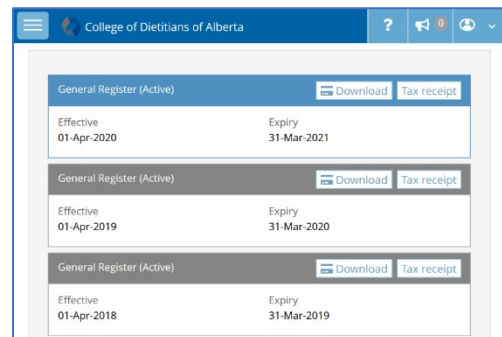 College of Dietitians of Alberta ? 0
General Register (Active) Download Tax receipt
Effective Expiry
01-Apr-2020 31-Mar-2021
General Register (Active) Download Tax receipt
Effective Expiry
01-Apr-2019 31-Mar-2020
General Register (Active) Download Tax receipt
Effective Expiry
01-Apr-2018 31-Mar-2019